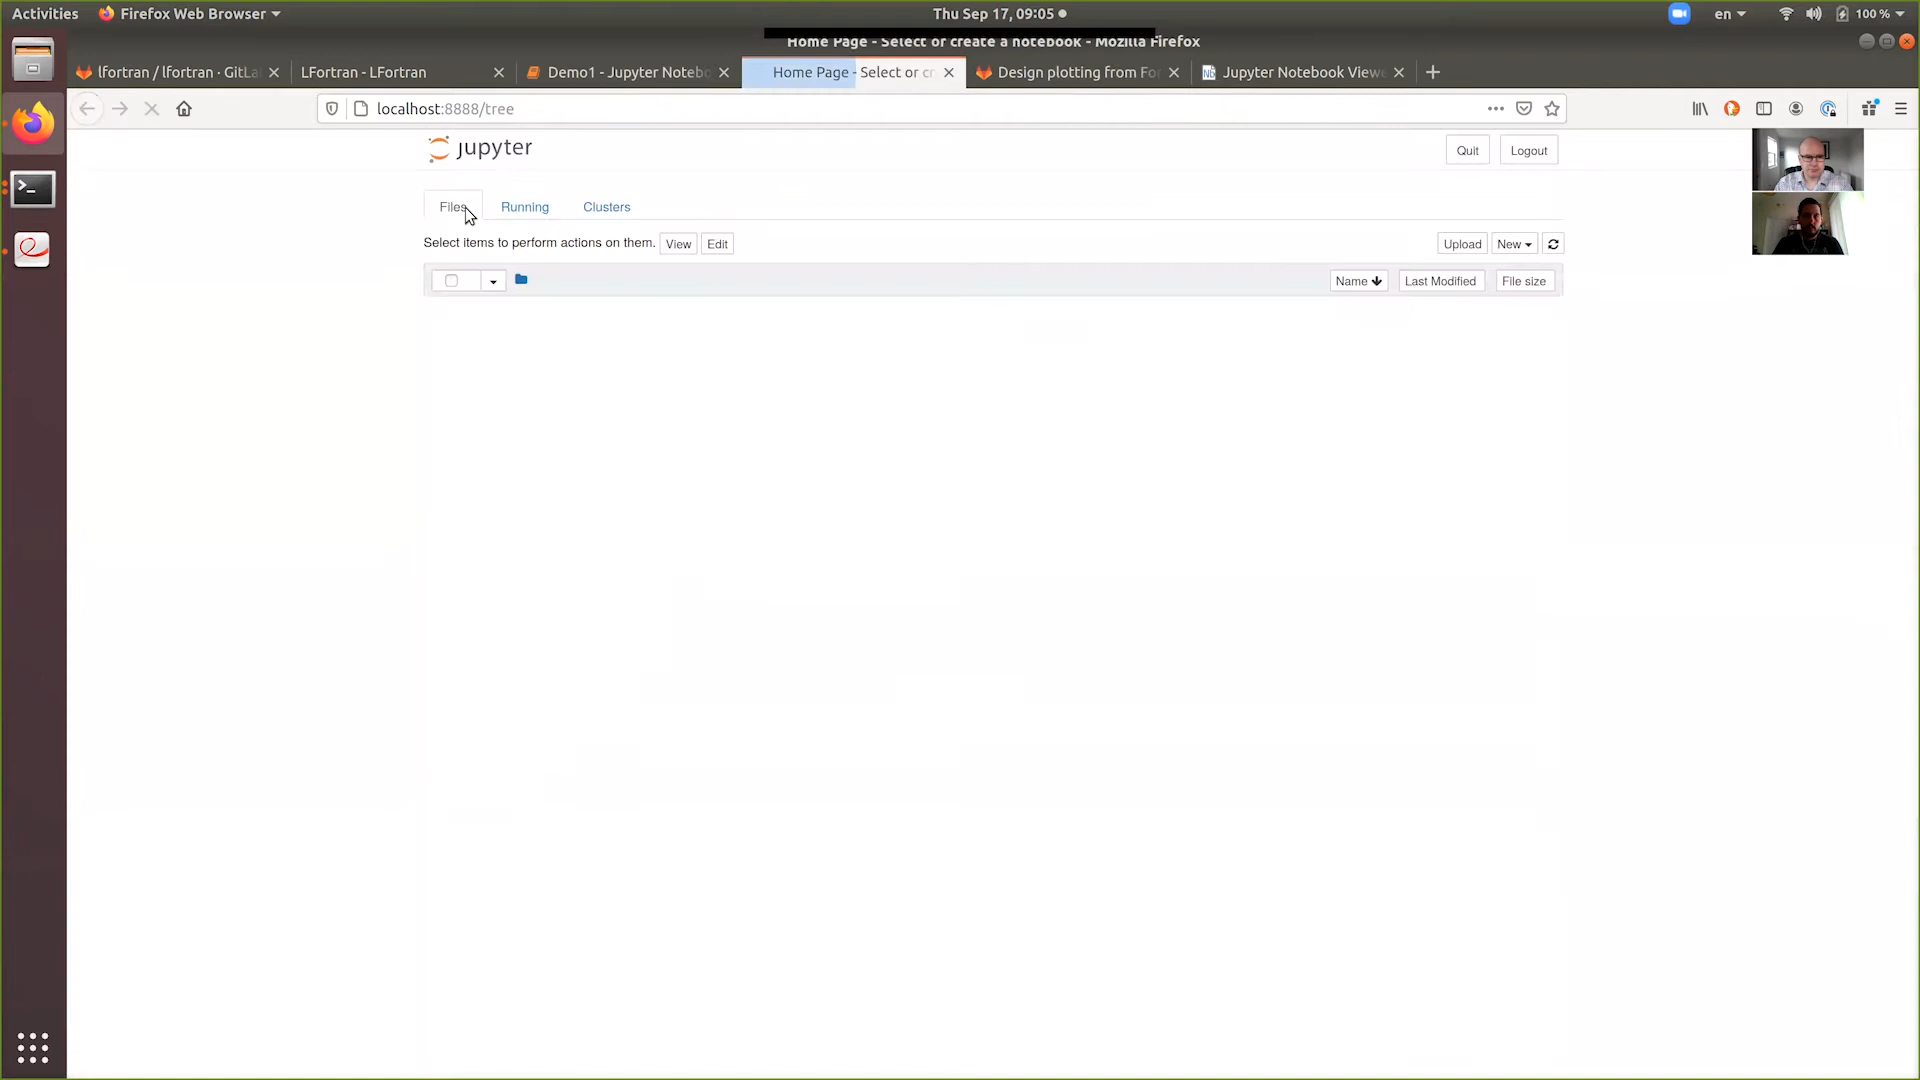 Activities
Firefox Web Browser
Thu Sep 17, 09:05
en
100 %
Home Page - Select or create a notebook - Mozilla Firefox
lfortran / lfortran · GitLa
LFortran - LFortran
Demo1 - Jupyter Notebo
Home Page - Select or cr
Design plotting from Fo
Jupyter Notebook Viewe
localhost:8888/tree
jupyter
Quit
Logout
Files
Running
Clusters
Select items to perform actions on them.
View
Edit
Upload
New
Name
Last Modified
File size